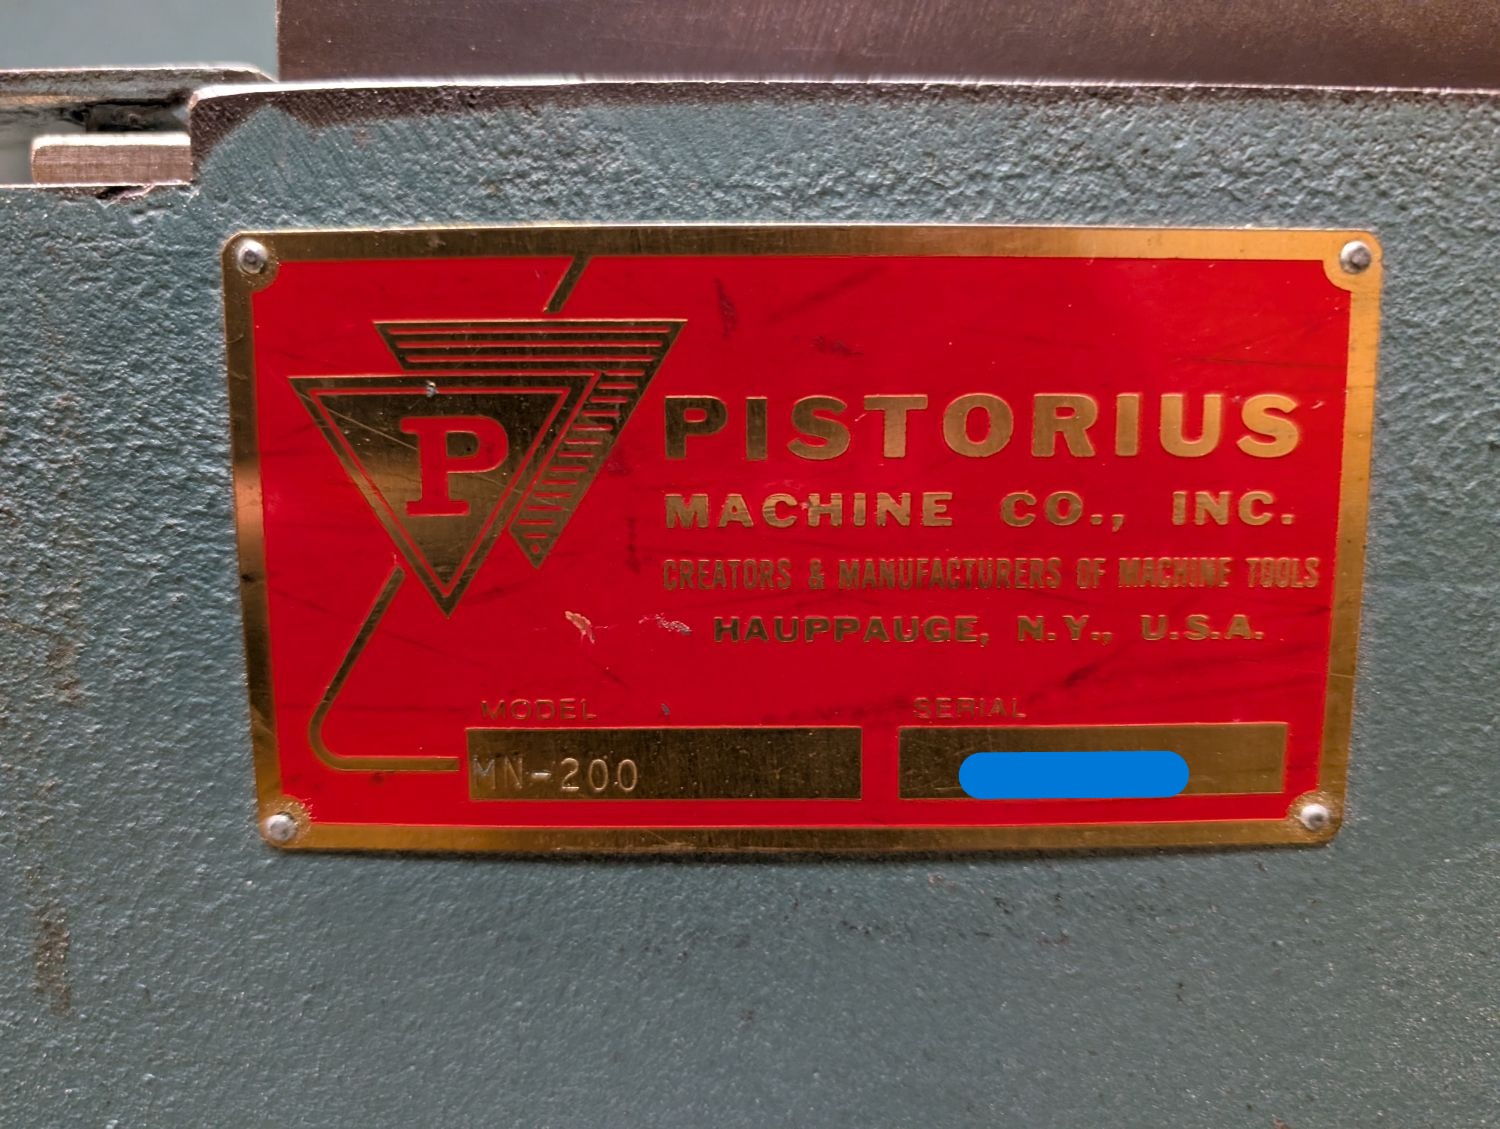 P
PISTORIUS
MACHINE CO., INC.
CREATORS & MANUFACTURERS OF MACHINE TOOLS
HAUPPAUGE, N.Y., U.S.A.
MODEL SERIAL
MN-200